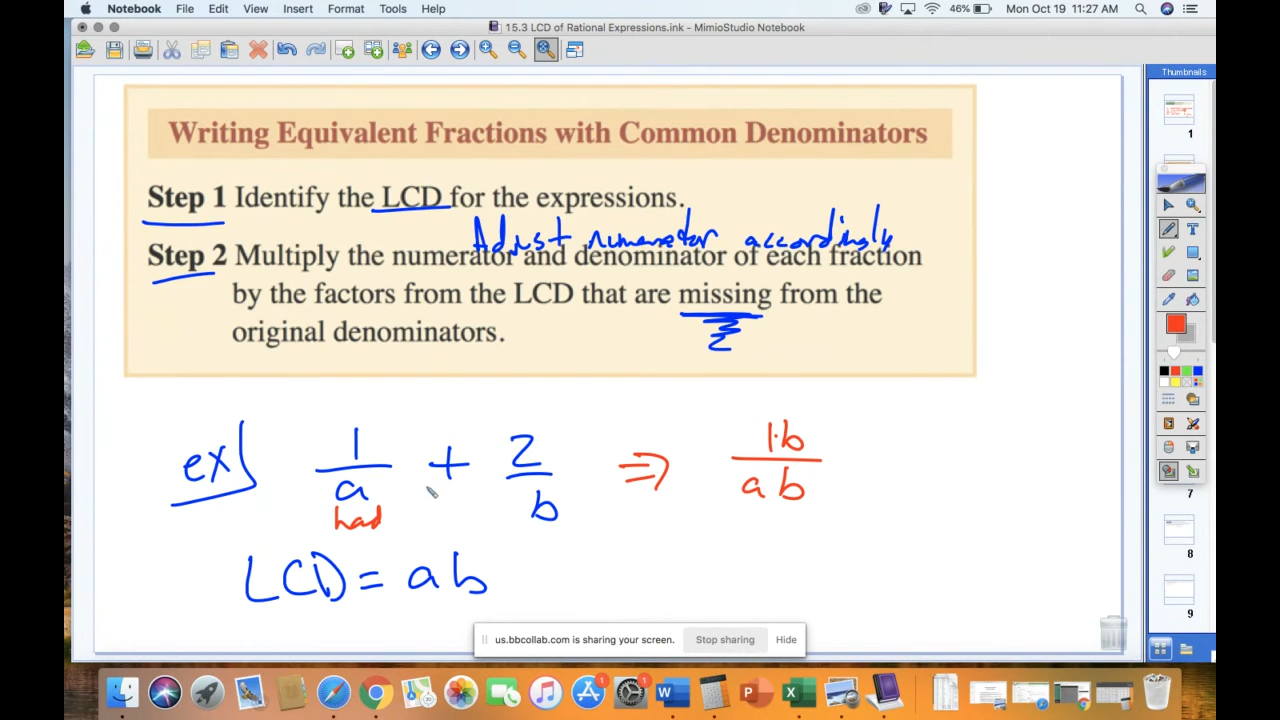 Notebook File Edit View Insert Format Tools Help 46% Mon Oct 19 11:27 AM
15.3 LCD of Rational Expressions.ink - MimioStudio Notebook
Thumbnails
Writing Equivalent Fractions with Common Denominators
Step 1 Identify the LCD for the expressions.
Adjust numerator accordingly
Step 2 Multiply the numerator and denominator of each fraction
by the factors from the LCD that are missing from the
original denominators.
ex) 1/a + 2/b ⇒ 1·b/ab
had
LCD = ab
1
7
8
9
T
us.bbcollab.com is sharing your screen. Stop sharing Hide
1
W P X